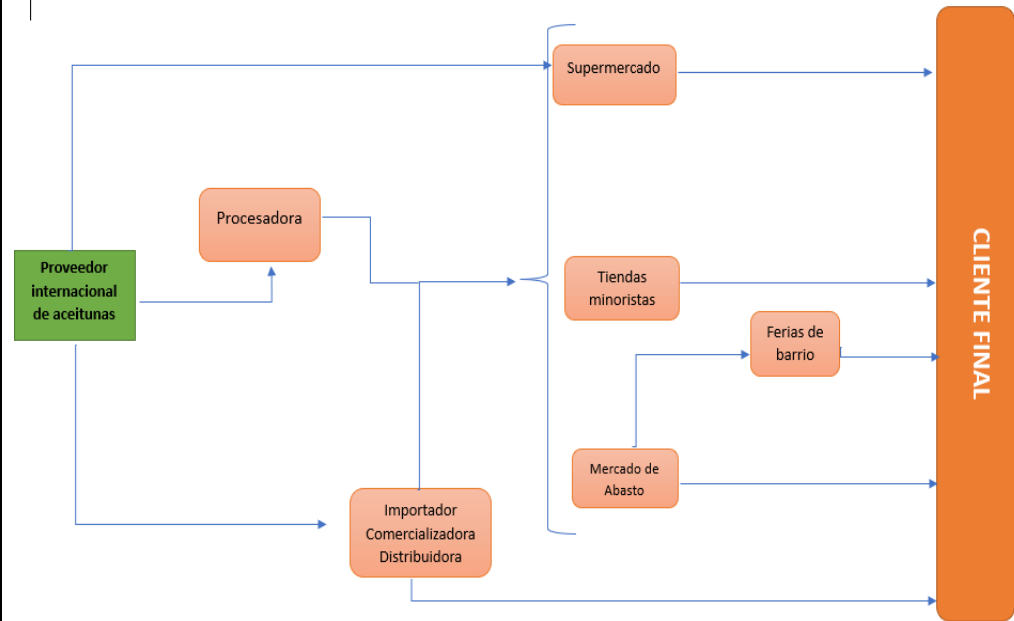 Supermercado
Procesadora
Proveedor
internacional
de aceitunas
Tiendas
minoristas
Ferias de
barrio
Mercado de
Abasto
Importador
Comercializadora
Distribuidora
CLIENTE FINAL